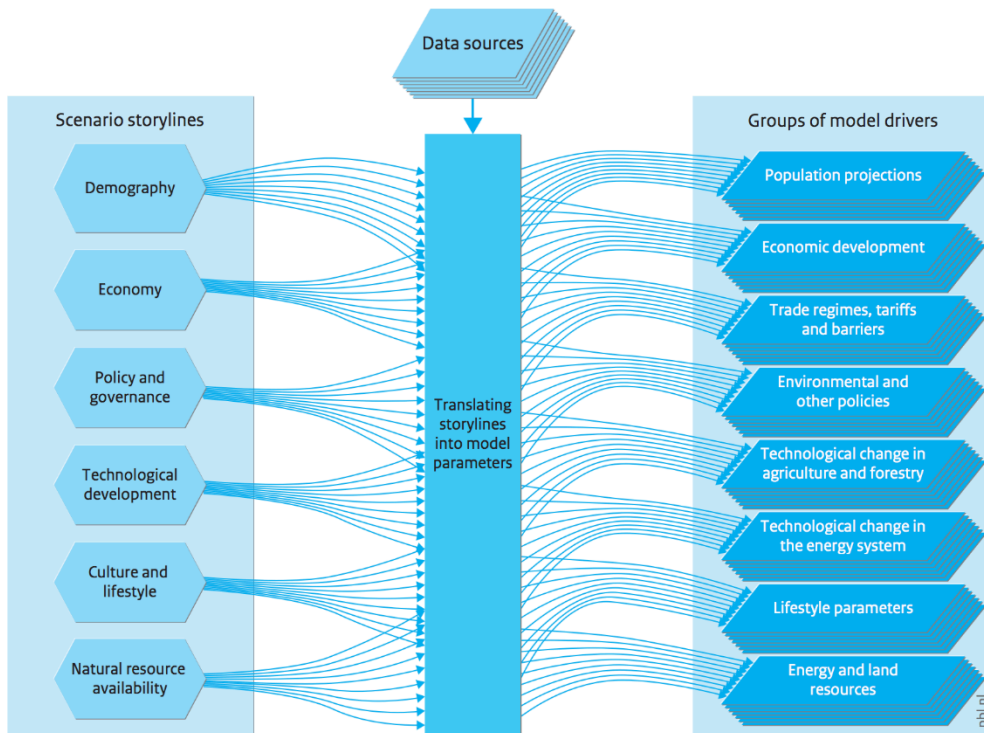 Data sources
Scenario storylines
Demography
Economy
Policy and
governance
Technological
development
Culture and
lifestyle
Natural resource
availability
Translating
storylines
into model
parameters
Groups of model drivers
Population projections
Economic development
Trade regimes, tariffs
and barriers
Environmental and
other policies
Technological change in
agriculture and forestry
Technological change in
the energy system
Lifestyle parameters
Energy and land
resources
pbl.nl